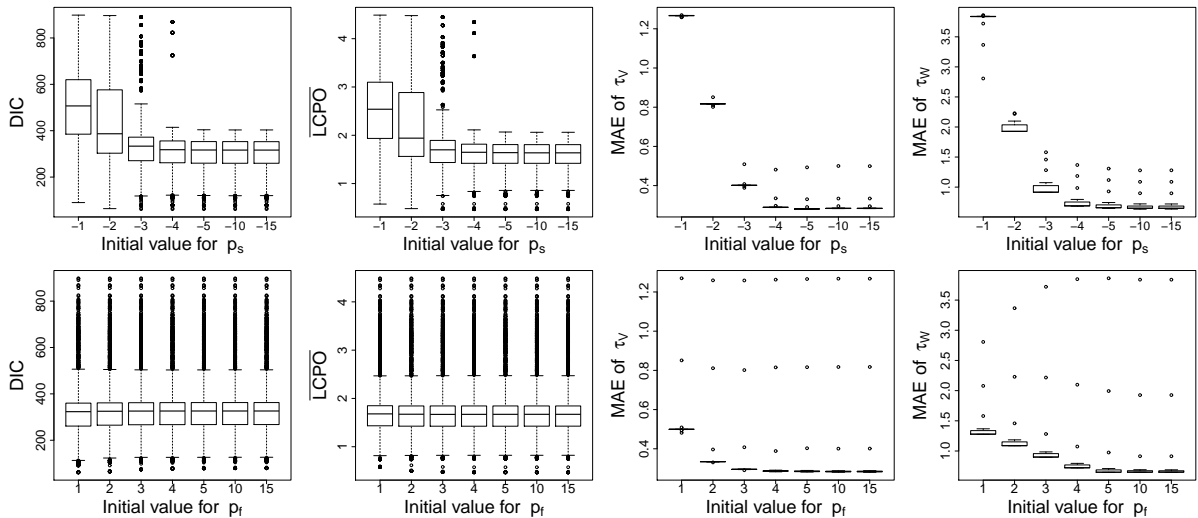 DIC
200 400 600 800
-1 -2 -3 -4 -5 -10 -15
Initial value for p_s
LCPO
1 2 3 4
-1 -2 -3 -4 -5 -10 -15
Initial value for p_s
MAE of τ_V
0.4 0.8 1.2
-1 -2 -3 -4 -5 -10 -15
Initial value for p_s
MAE of τ_W
1.0 1.5 2.0 2.5 3.0 3.5
-1 -2 -3 -4 -5 -10 -15
Initial value for p_s
DIC
200 400 600 800
1 2 3 4 5 10 15
Initial value for p_f
LCPO
1 2 3 4
1 2 3 4 5 10 15
Initial value for p_f
MAE of τ_V
0.4 0.8 1.2
1 2 3 4 5 10 15
Initial value for p_f
MAE of τ_W
1.0 1.5 2.0 2.5 3.0 3.5
1 2 3 4 5 10 15
Initial value for p_f